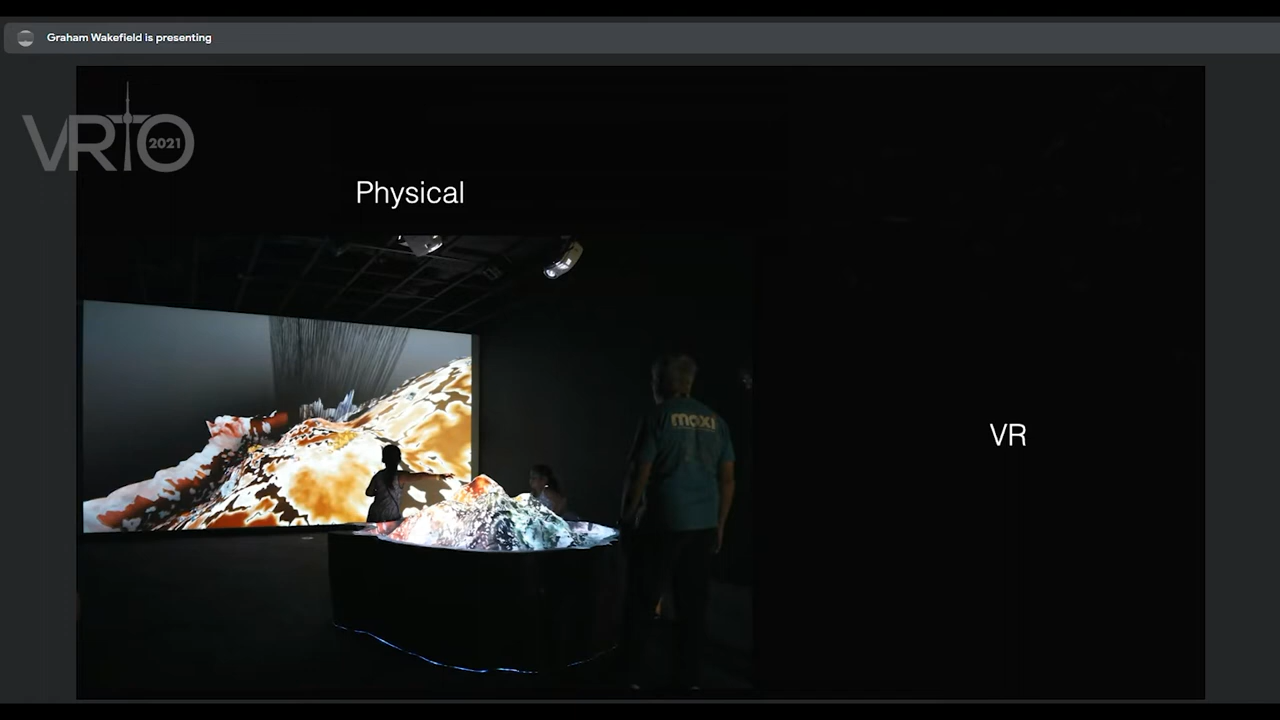 Graham Wakefield is presenting
VRTO
2021
Physical
moxi
VR